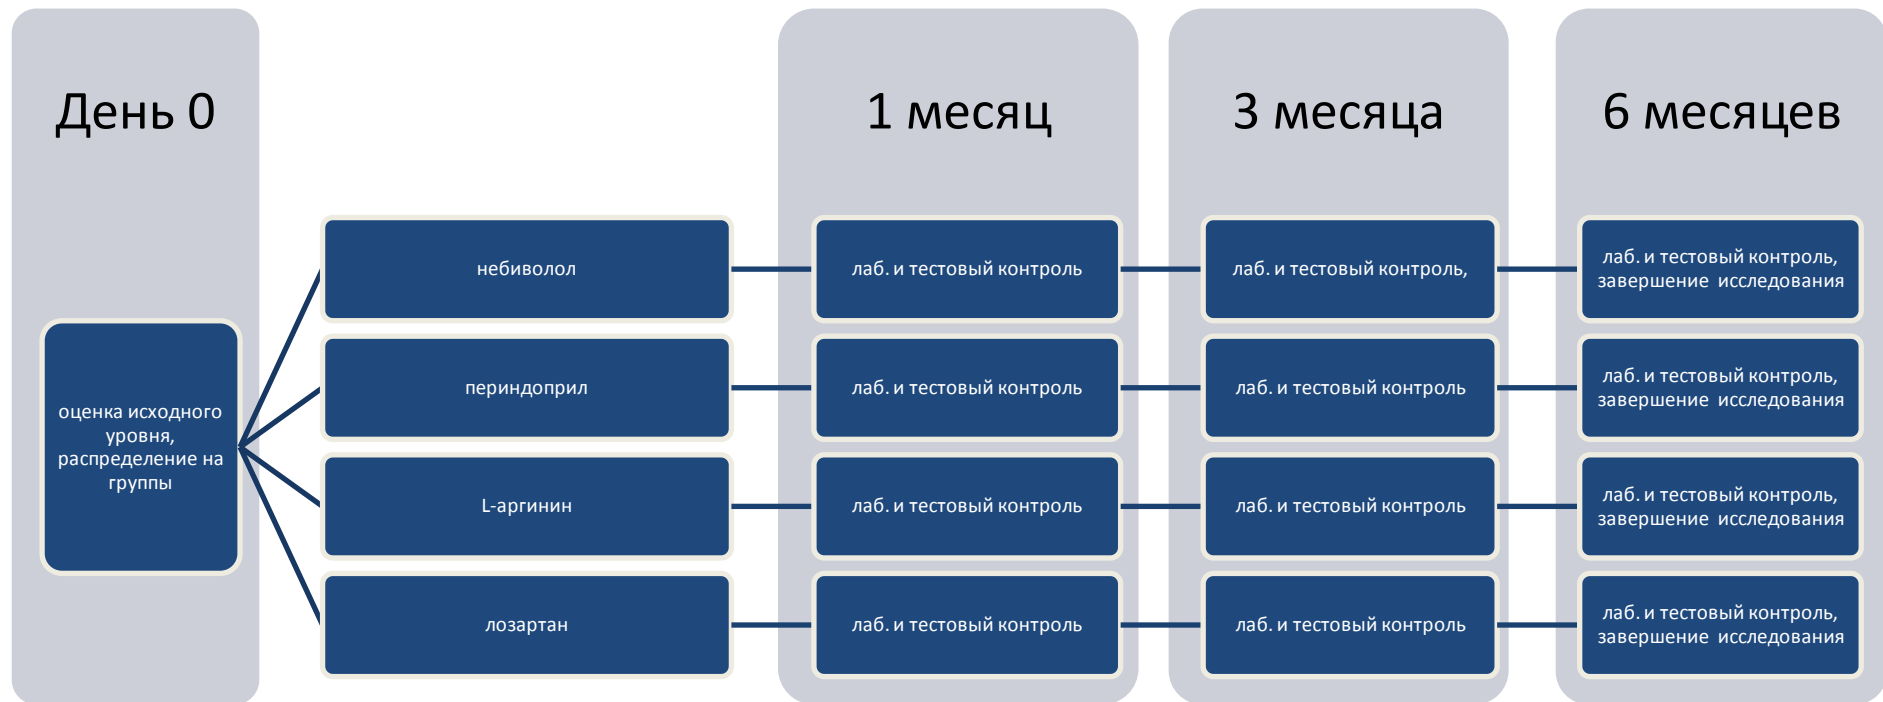 День 0
1 месяц
3 месяца
6 месяцев
оценка исходного
уровня,
распределение на
группы
небиволол
лаб. и тестовый контроль
лаб. и тестовый контроль,
лаб. и тестовый контроль,
завершение исследования
периндоприл
лаб. и тестовый контроль
лаб. и тестовый контроль
лаб. и тестовый контроль,
завершение исследования
L-аргинин
лаб. и тестовый контроль
лаб. и тестовый контроль
лаб. и тестовый контроль,
завершение исследования
лозартан
лаб. и тестовый контроль
лаб. и тестовый контроль
лаб. и тестовый контроль,
завершение исследования